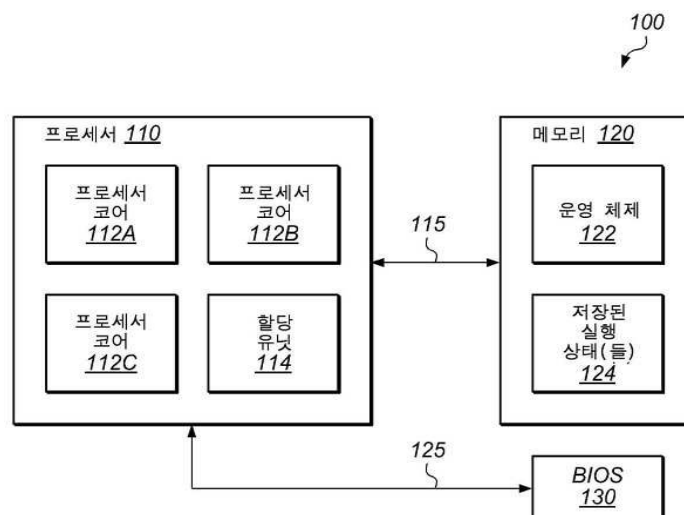 100
프로세서 110
메모리 120
프로세서
코어
112A
프로세서
코어
112B
115
운영 체제
122
프로세서
코어
112C
할당
유닛
114
저장된
실행
상태(들)
124
125
BIOS
130